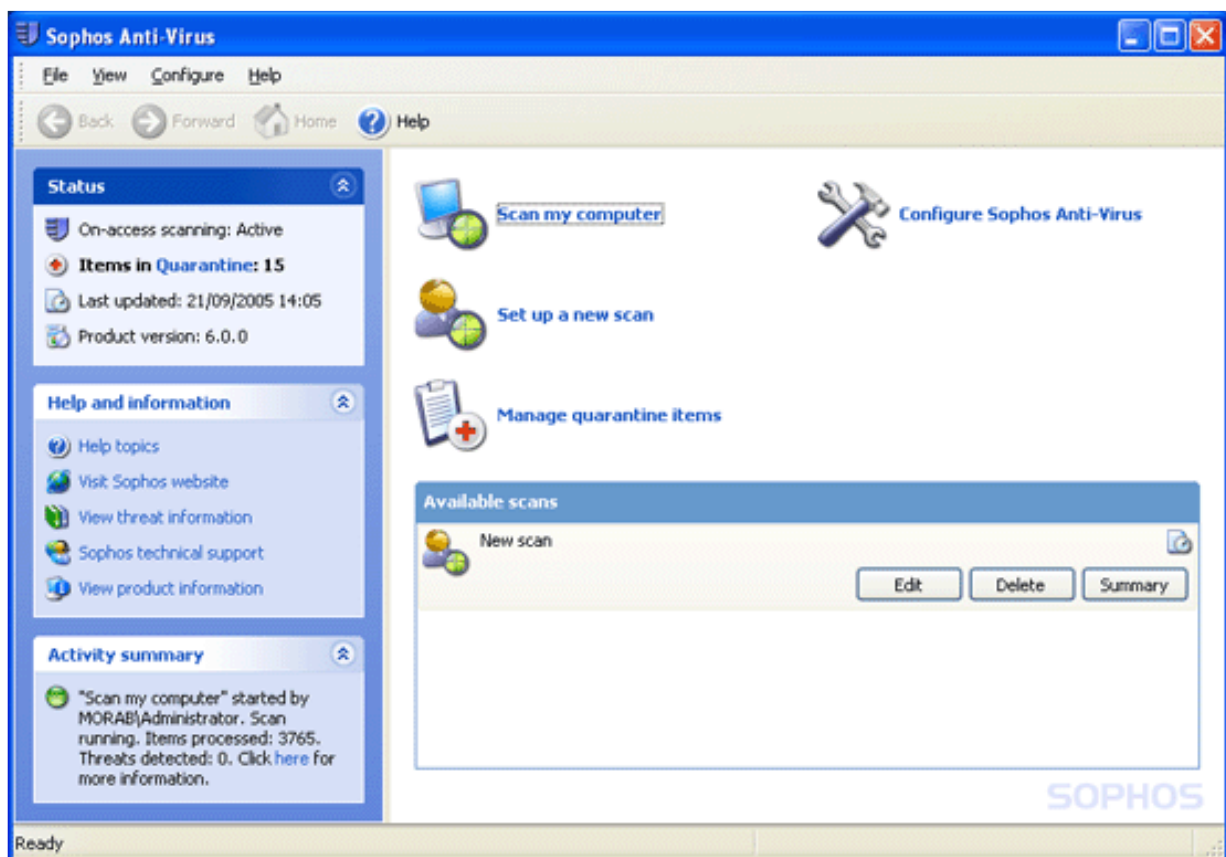 Sophos Anti-Virus
File View Configure Help
Back Forward Home Help
Status
On-access scanning: Active
Items in Quarantine: 15
Last updated: 21/09/2005 14:05
Product version: 6.0.0
Help and information
Help topics
Visit Sophos website
View threat information
Sophos technical support
View product information
Activity summary
"Scan my computer" started by
MORAB\Administrator. Scan
running. Items processed: 3765.
Threats detected: 0. Click here for
more information.
Scan my computer
Configure Sophos Anti-Virus
Set up a new scan
Manage quarantine items
Available scans
New scan
Edit Delete Summary
SOPHOS
Ready